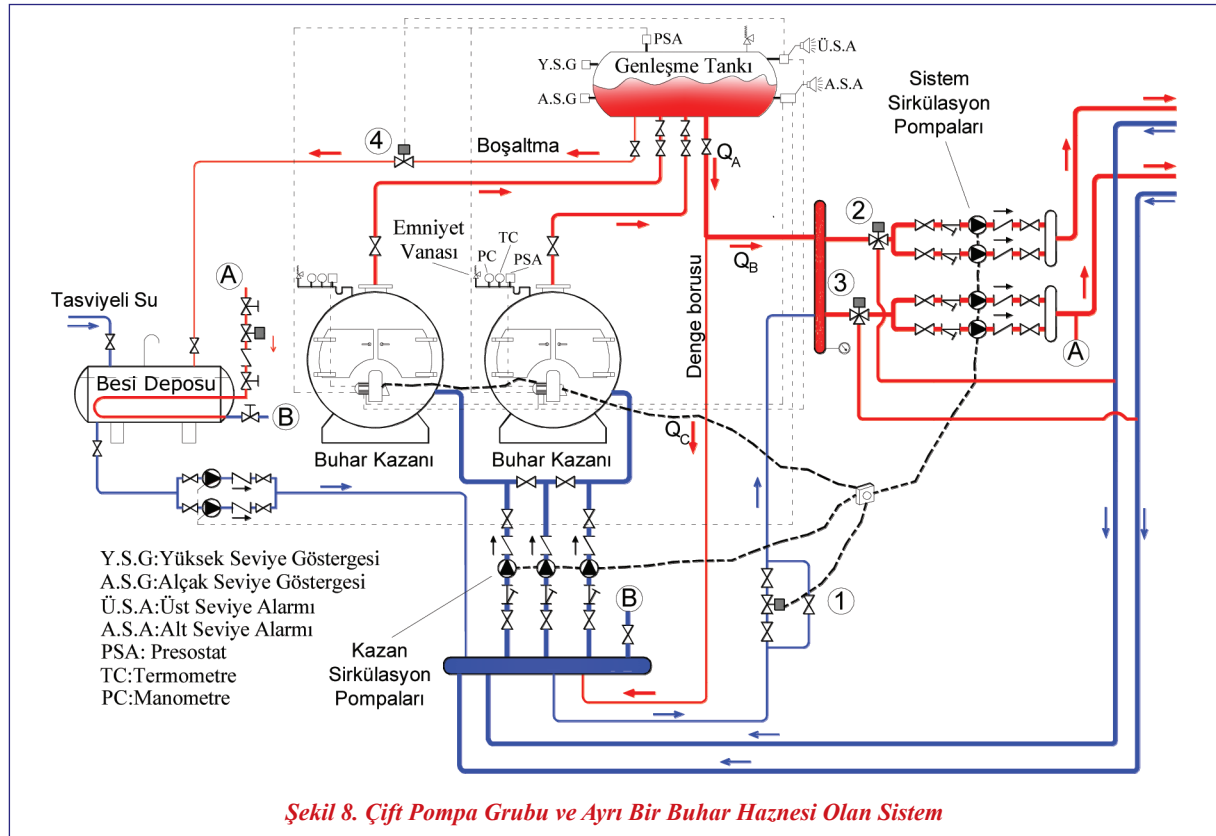 PSA
Ü.S.A
Y.S.G
Genleşme Tankı
A.S.G
A.S.A
Sistem
Sirkülasyon
Pompaları
4
Boşaltma
QA
2
Emniyet
Vanası
TC
PC
PSA
QB
A
3
Tasviyeli Su
Denge borusu
A
Besi Deposu
B
QC
Buhar Kazanı
Buhar Kazanı
Y.S.G:Yüksek Seviye Göstergesi
A.S.G:Alçak Seviye Göstergesi
Ü.S.A:Üst Seviye Alarmı
A.S.A:Alt Seviye Alarmı
PSA: Presostat
TC:Termometre
PC:Manometre
B
1
Kazan
Sirkülasyon
Pompaları
Şekil 8. Çift Pompa Grubu ve Ayrı Bir Buhar Haznesi Olan Sistem